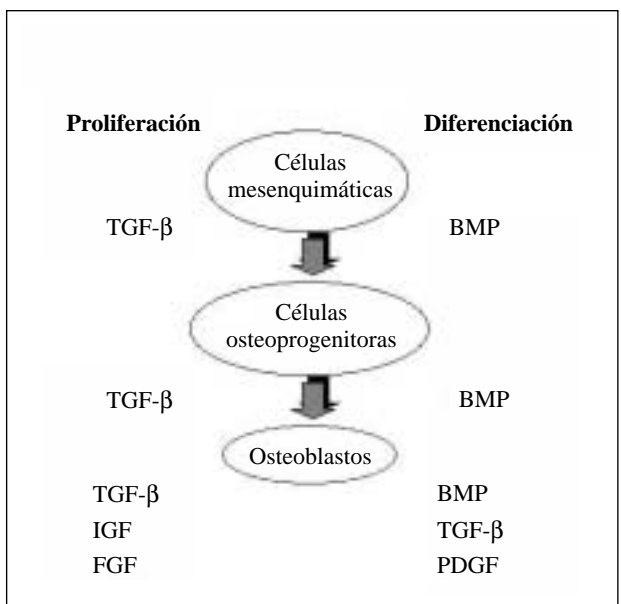 Proliferación Diferenciación
Células
mesenquimáticas
TGF-β BMP
Células
osteoprogenitoras
TGF-β BMP
Osteoblastos
TGF-β BMP
IGF TGF-β
FGF PDGF